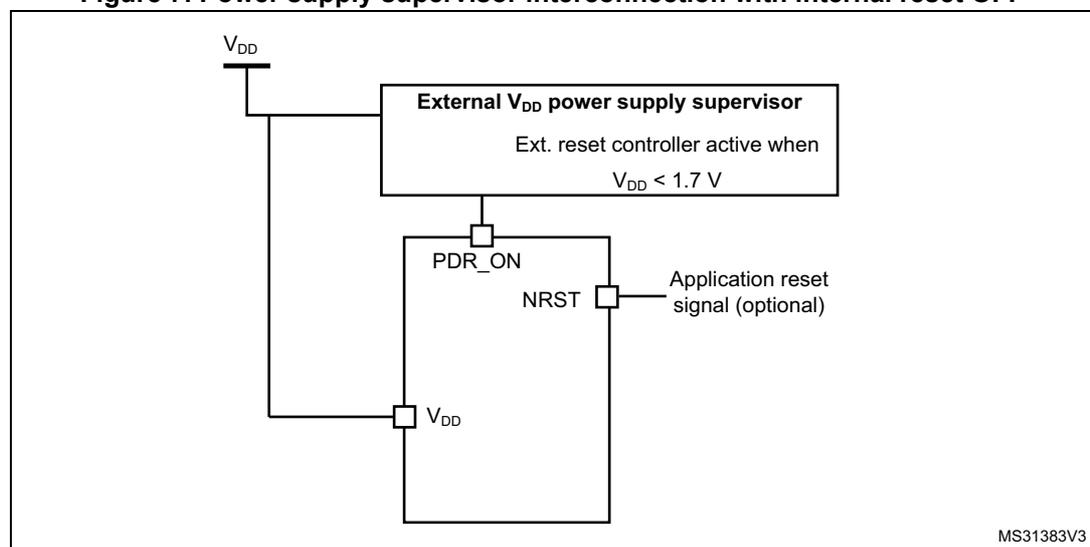 Figure 7. Power supply supervisor interconnection with internal reset OFF
VDD
External VDD power supply supervisor
Ext. reset controller active when
VDD < 1.7 V
PDR_ON
NRST
Application reset
signal (optional)
VDD
MS31383V3